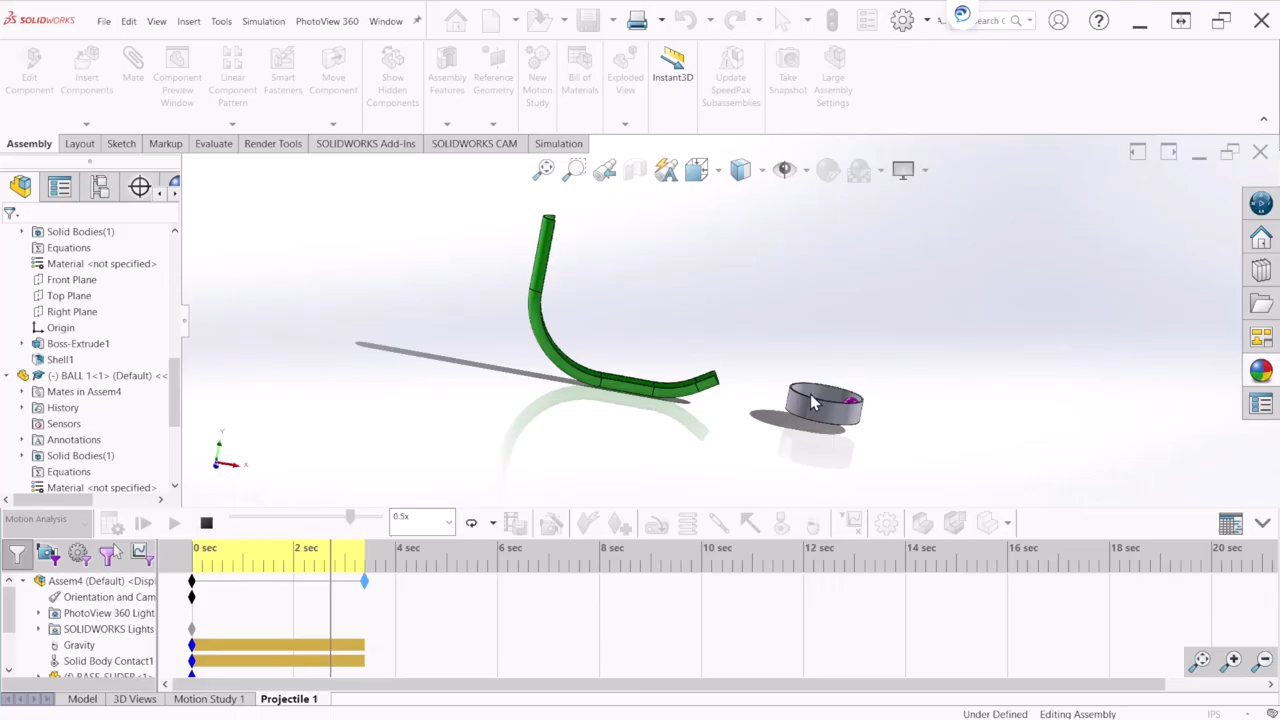 SOLIDWORKS File Edit View Insert Tools Simulation PhotoView 360 Window
Edit Component
Insert Components
Mate
Component Preview Window
Linear Component Pattern
Smart Fasteners
Move Component
Show Hidden Components
Assembly Features
Reference Geometry
New Motion Study
Bill of Materials
Exploded View
Instant3D
Update SpeedPak Subassemblies
Take Snapshot
Large Assembly Settings
Assembly Layout Sketch Markup Evaluate Render Tools SOLIDWORKS Add-Ins SOLIDWORKS CAM Simulation
Solid Bodies(1)
Equations
Material <not specified>
Front Plane
Top Plane
Right Plane
Origin
Boss-Extrude1
Shell1
(-) BALL 1<1> (Default) <<
Mates in Assem4
History
Sensors
Annotations
Solid Bodies(1)
Equations
Material <not specified>
Y
X
Motion Analysis
0.5x
0 sec 2 sec 4 sec 6 sec 8 sec 10 sec 12 sec 14 sec 16 sec 18 sec 20 sec
Assem4 (Default) <Displ
Orientation and Cam
PhotoView 360 Light
SOLIDWORKS Lights
Gravity
Solid Body Contact1
Model 3D Views Motion Study 1 Projectile 1
Under Defined Editing Assembly IPS